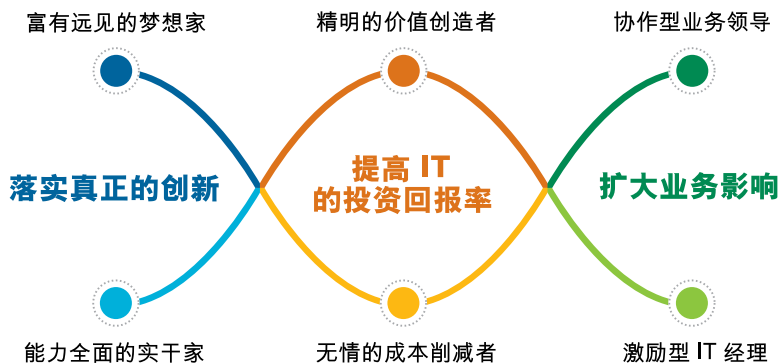 富有远见的梦想家
精明的价值创造者
协作型业务领导
落实真正的创新
提高 IT
的投资回报率
扩大业务影响
能力全面的实干家
无情的成本削减者
激励型 IT 经理